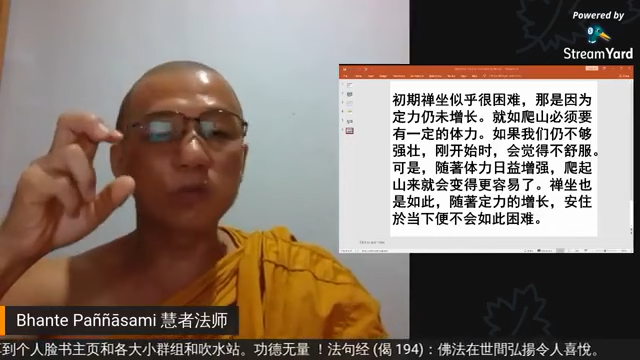 Powered by
StreamYard
初期禅坐似乎很困难，那是因为
定力仍未增长。就如爬山必须要
有一定的体力。如果我们仍不够
强壮，刚开始时，会觉得不舒服。
可是，随著体力日益增强，爬起
山来就会变得更容易了。禅坐也
是如此，随著定力的增长，安住
於当下便不会如此困难。
Bhante Paññāsami 慧者法师
到个人脸书主页和各大小群组和吹水站。功德无量 ！法句经 (偈 194)：佛法在世間弘揚令人喜悅。